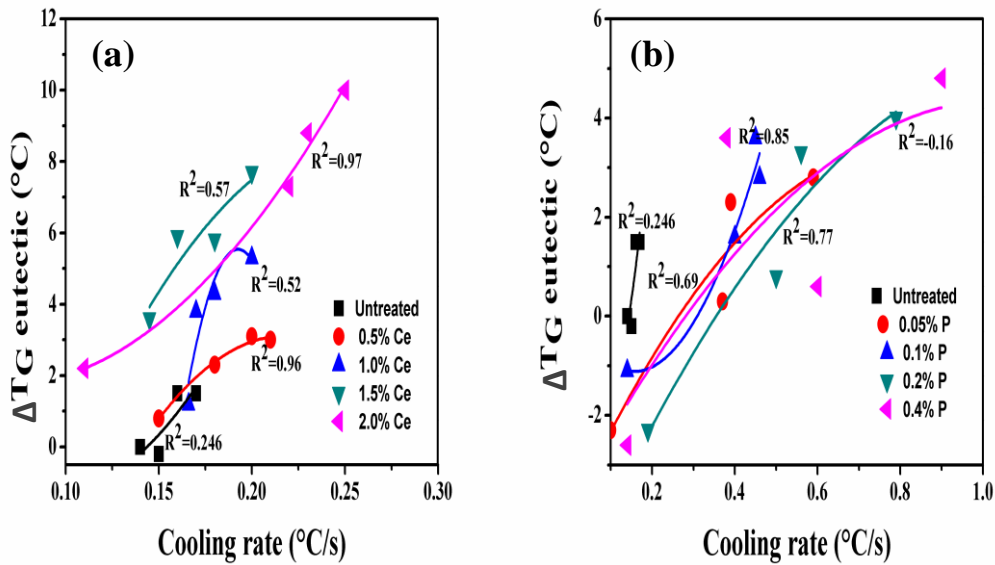 (a)
ΔTG eutectic (°C)
12
10
8
6
4
2
0
R²=0.97
R²=0.57
R²=0.52
R²=0.96
R²=0.246
Untreated
0.5% Ce
1.0% Ce
1.5% Ce
2.0% Ce
0.10
0.15
0.20
0.25
0.30
Cooling rate (°C/s)
(b)
ΔTG eutectic (°C)
6
4
2
0
-2
R²=0.85
R²=-0.16
R²=0.246
R²=0.77
R²=0.69
Untreated
0.05% P
0.1% P
0.2% P
0.4% P
0.2
0.4
0.6
0.8
1.0
Cooling rate (°C/s)